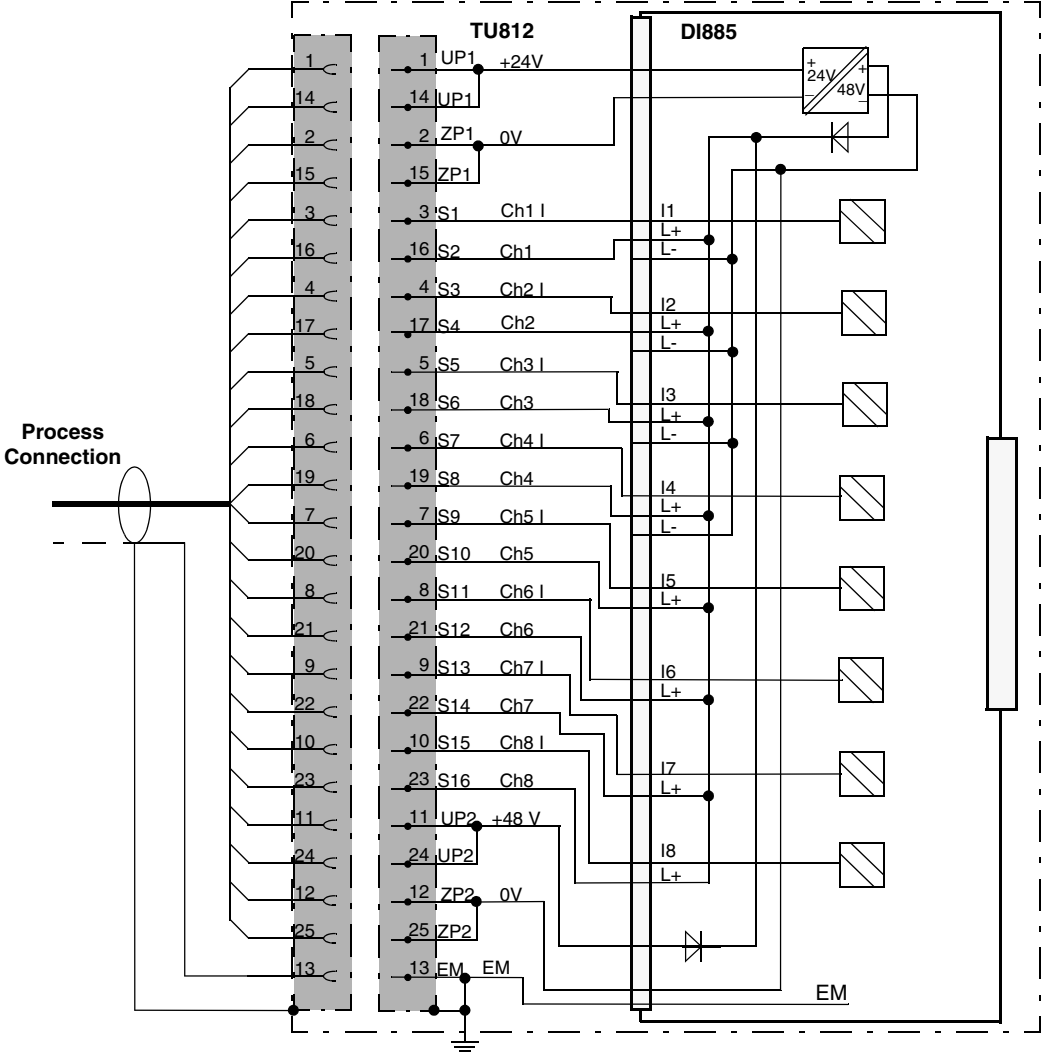 TU812 DI885
1 1 UP1 +24V + 24V + 48V − −
14 14 UP1
2 2 ZP1 0V
15 15 ZP1
3 3 S1 Ch1 I I1
L+
16 16 S2 Ch1 L-
4 4 S3 Ch2 I I2
17 17 S4 Ch2 L+
L-
5 5 S5 Ch3 I I3
18 18 S6 Ch3 L+
L-
Process
Connection
6 6 S7 Ch4 I I4
19 19 S8 Ch4 L+
7 7 S9 Ch5 I L-
20 20 S10 Ch5 I5
8 8 S11 Ch6 I L+
21 21 S12 Ch6
9 9 S13 Ch7 I I6
22 22 S14 Ch7 L+
10 10 S15 Ch8 I I7
23 23 S16 Ch8 L+
11 11 UP2 +48 V
24 24 UP2 I8
12 12 ZP2 0V L+
25 25 ZP2
13 13 EM EM
EM